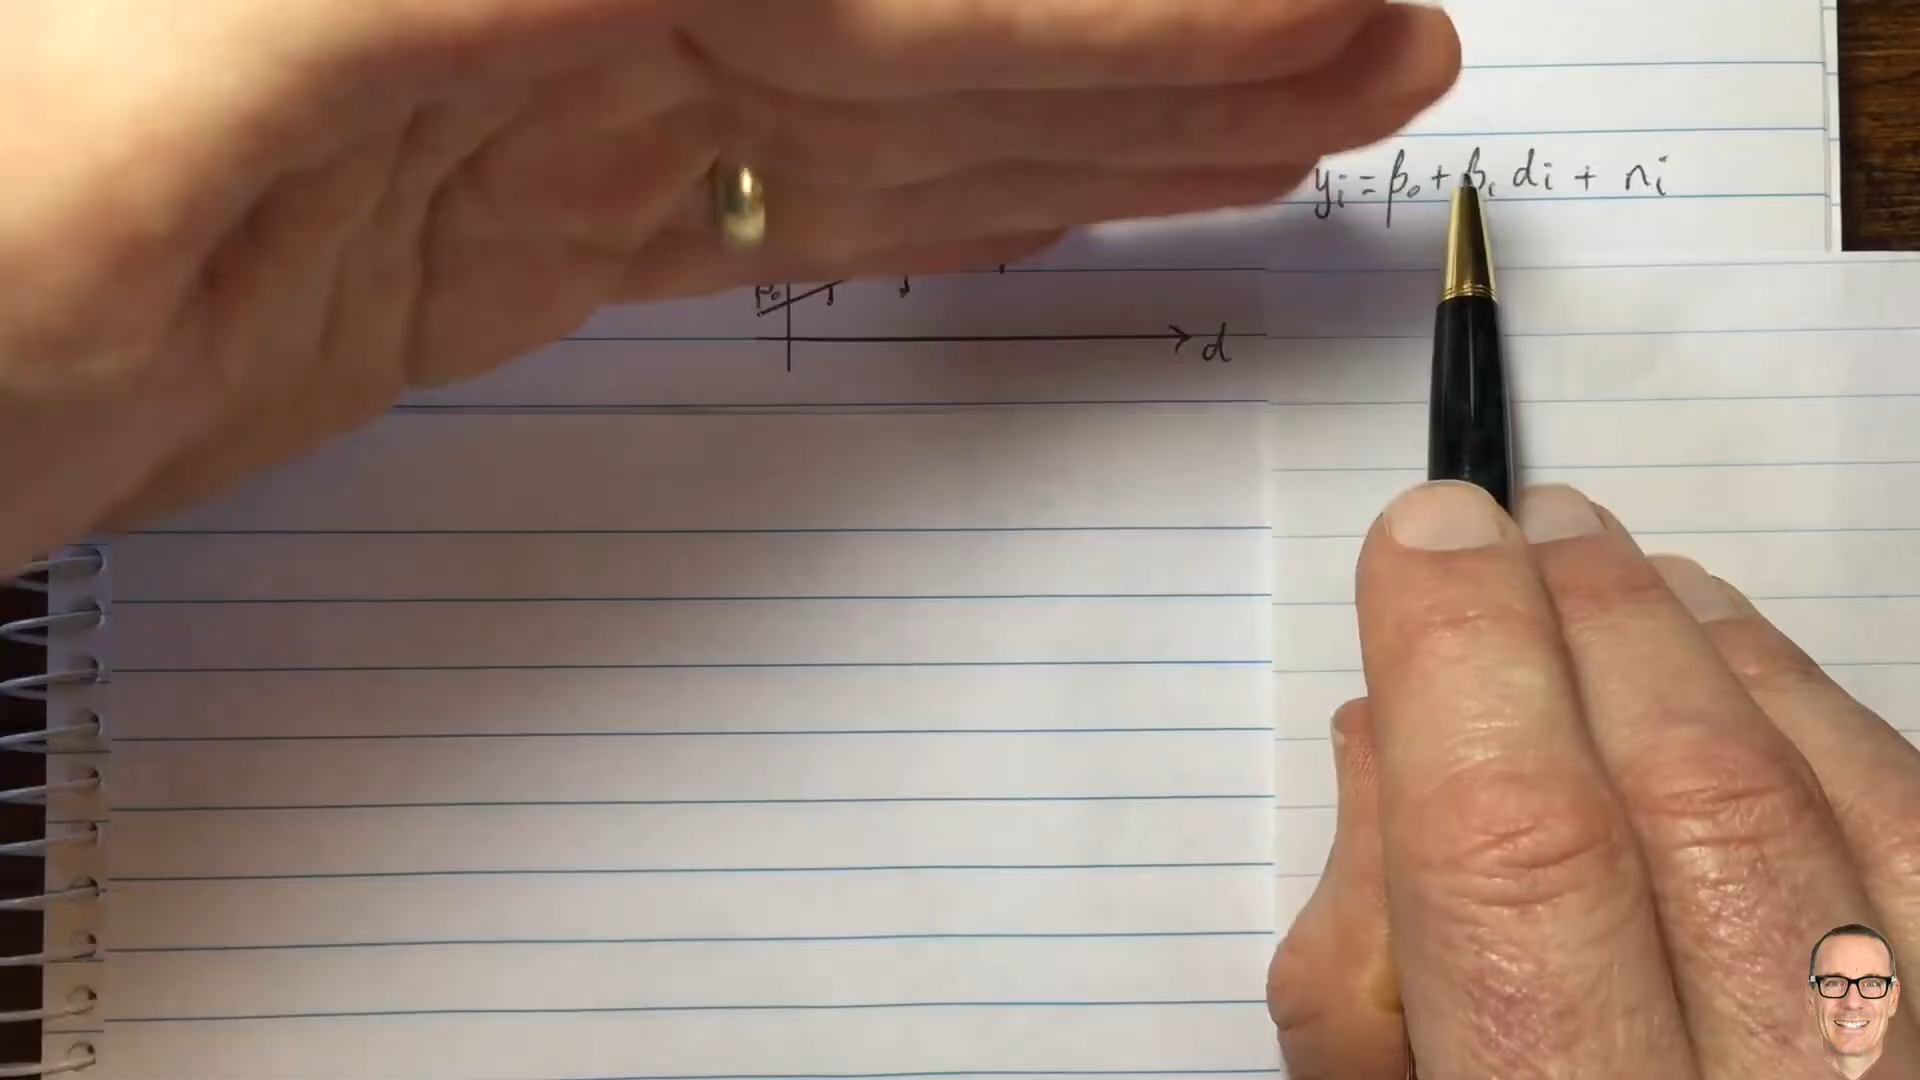 yi = β₀ + β₁ di + ni
β₀
d